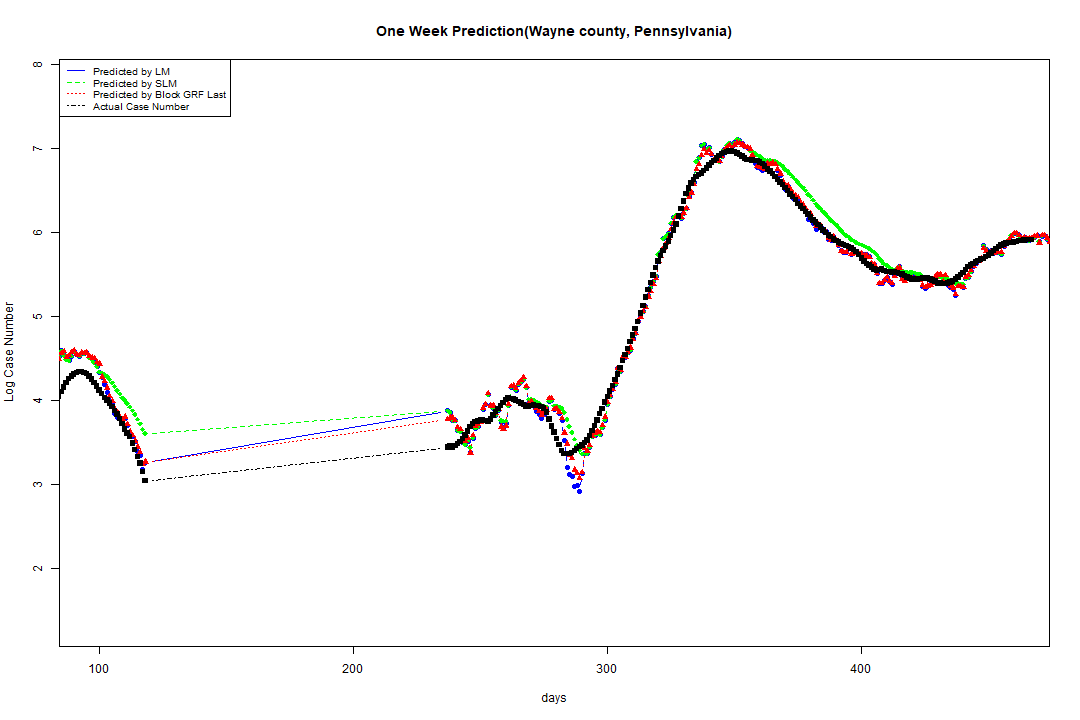 One Week Prediction(Wayne county, Pennsylvania)
Predicted by LM
Predicted by SLM
Predicted by Block GRF Last
Actual Case Number
8
7
6
5
4
3
2
Log Case Number
100 200 300 400
days